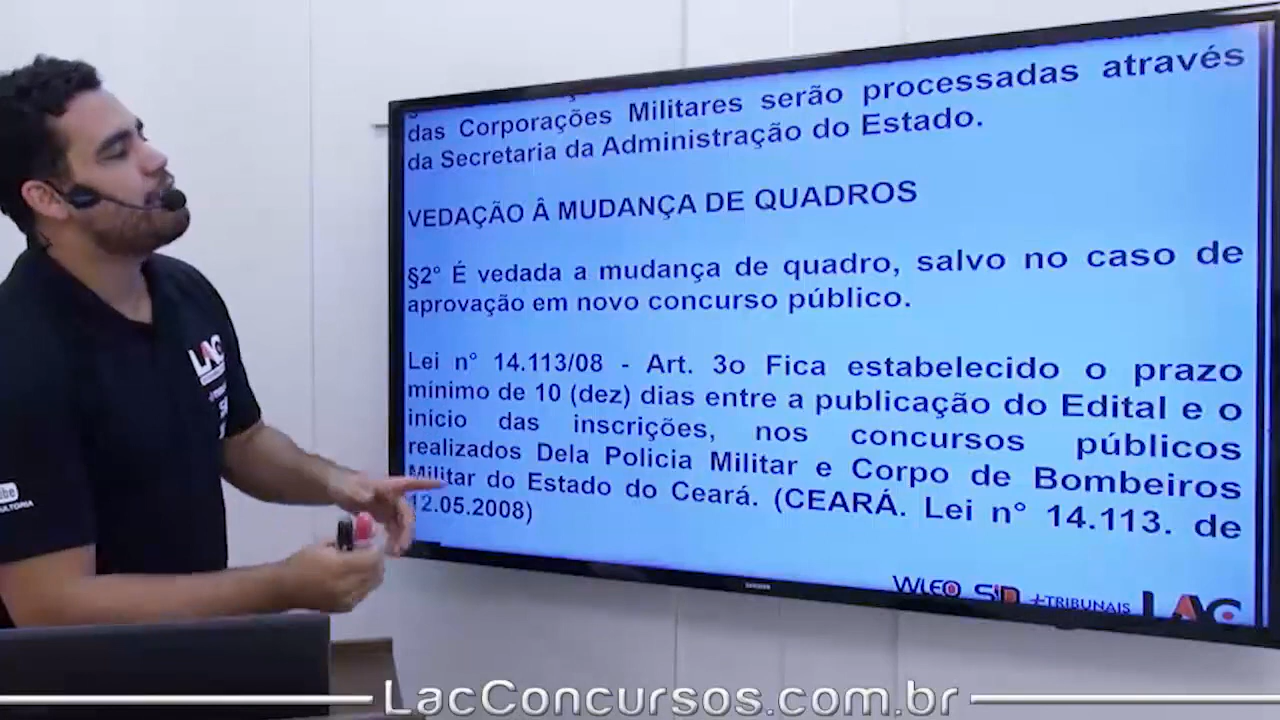 das Corporações Militares serão processadas através
da Secretaria da Administração do Estado.
VEDAÇÃO Â MUDANÇA DE QUADROS
§2° É vedada a mudança de quadro, salvo no caso de
aprovação em novo concurso público.
Lei n° 14.113/08 - Art. 3o Fica estabelecido o prazo
mínimo de 10 (dez) dias entre a publicação do Edital e o
início das inscrições, nos concursos públicos
realizados Dela Policia Militar e Corpo de Bombeiros
Militar do Estado do Ceará. (CEARÁ. Lei n° 14.113. de
12.05.2008)
+TRIBUNAIS LAC
LAC
LacConcursos.com.br